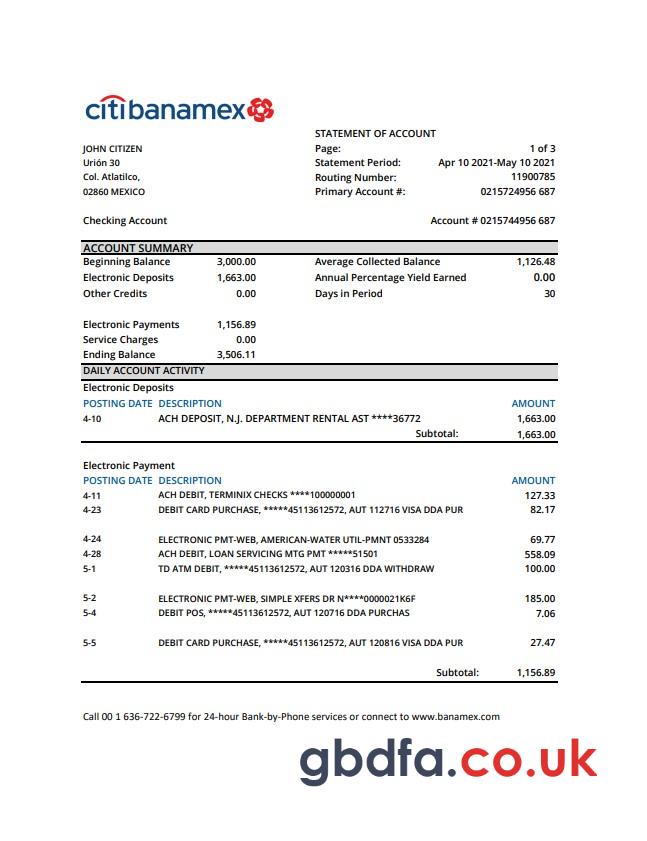 citibanamex
STATEMENT OF ACCOUNT
JOHN CITIZEN Page: 1 of 3
Urión 30 Statement Period: Apr 10 2021-May 10 2021
Col. Atlatilco, Routing Number: 11900785
02860 MEXICO Primary Account #: 0215724956 687
Checking Account Account # 0215744956 687
ACCOUNT SUMMARY
Beginning Balance 3,000.00 Average Collected Balance 1,126.48
Electronic Deposits 1,663.00 Annual Percentage Yield Earned 0.00
Other Credits 0.00 Days in Period 30
Electronic Payments 1,156.89
Service Charges 0.00
Ending Balance 3,506.11
DAILY ACCOUNT ACTIVITY
Electronic Deposits
POSTING DATE DESCRIPTION AMOUNT
4-10 ACH DEPOSIT, N.J. DEPARTMENT RENTAL AST ****36772 1,663.00
Subtotal: 1,663.00
Electronic Payment
POSTING DATE DESCRIPTION AMOUNT
4-11 ACH DEBIT, TERMINIX CHECKS ****100000001 127.33
4-23 DEBIT CARD PURCHASE, *****45113612572, AUT 112716 VISA DDA PUR 82.17
4-24 ELECTRONIC PMT-WEB, AMERICAN-WATER UTIL-PMNT 0533284 69.77
4-28 ACH DEBIT, LOAN SERVICING MTG PMT *****51501 558.09
5-1 TD ATM DEBIT, *****45113612572, AUT 120316 DDA WITHDRAW 100.00
5-2 ELECTRONIC PMT-WEB, SIMPLE XFERS DR N****0000021K6F 185.00
5-4 DEBIT POS, *****45113612572, AUT 120716 DDA PURCHAS 7.06
5-5 DEBIT CARD PURCHASE, *****45113612572, AUT 120816 VISA DDA PUR 27.47
Subtotal: 1,156.89
Call 00 1 636-722-6799 for 24-hour Bank-by-Phone services or connect to www.banamex.com
gbdfa.co.uk